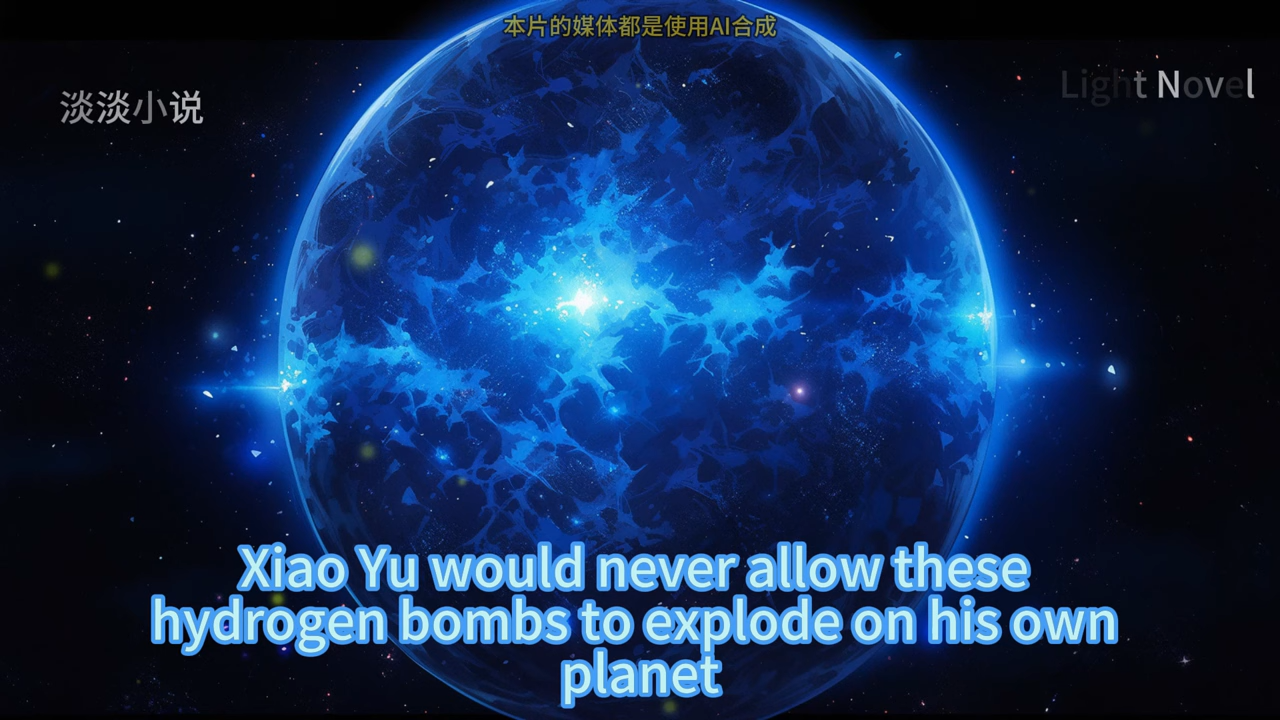 本片的媒体都是使用AI合成
淡淡小说
Light Novel
Xiao Yu would never allow these
hydrogen bombs to explode on his own
planet